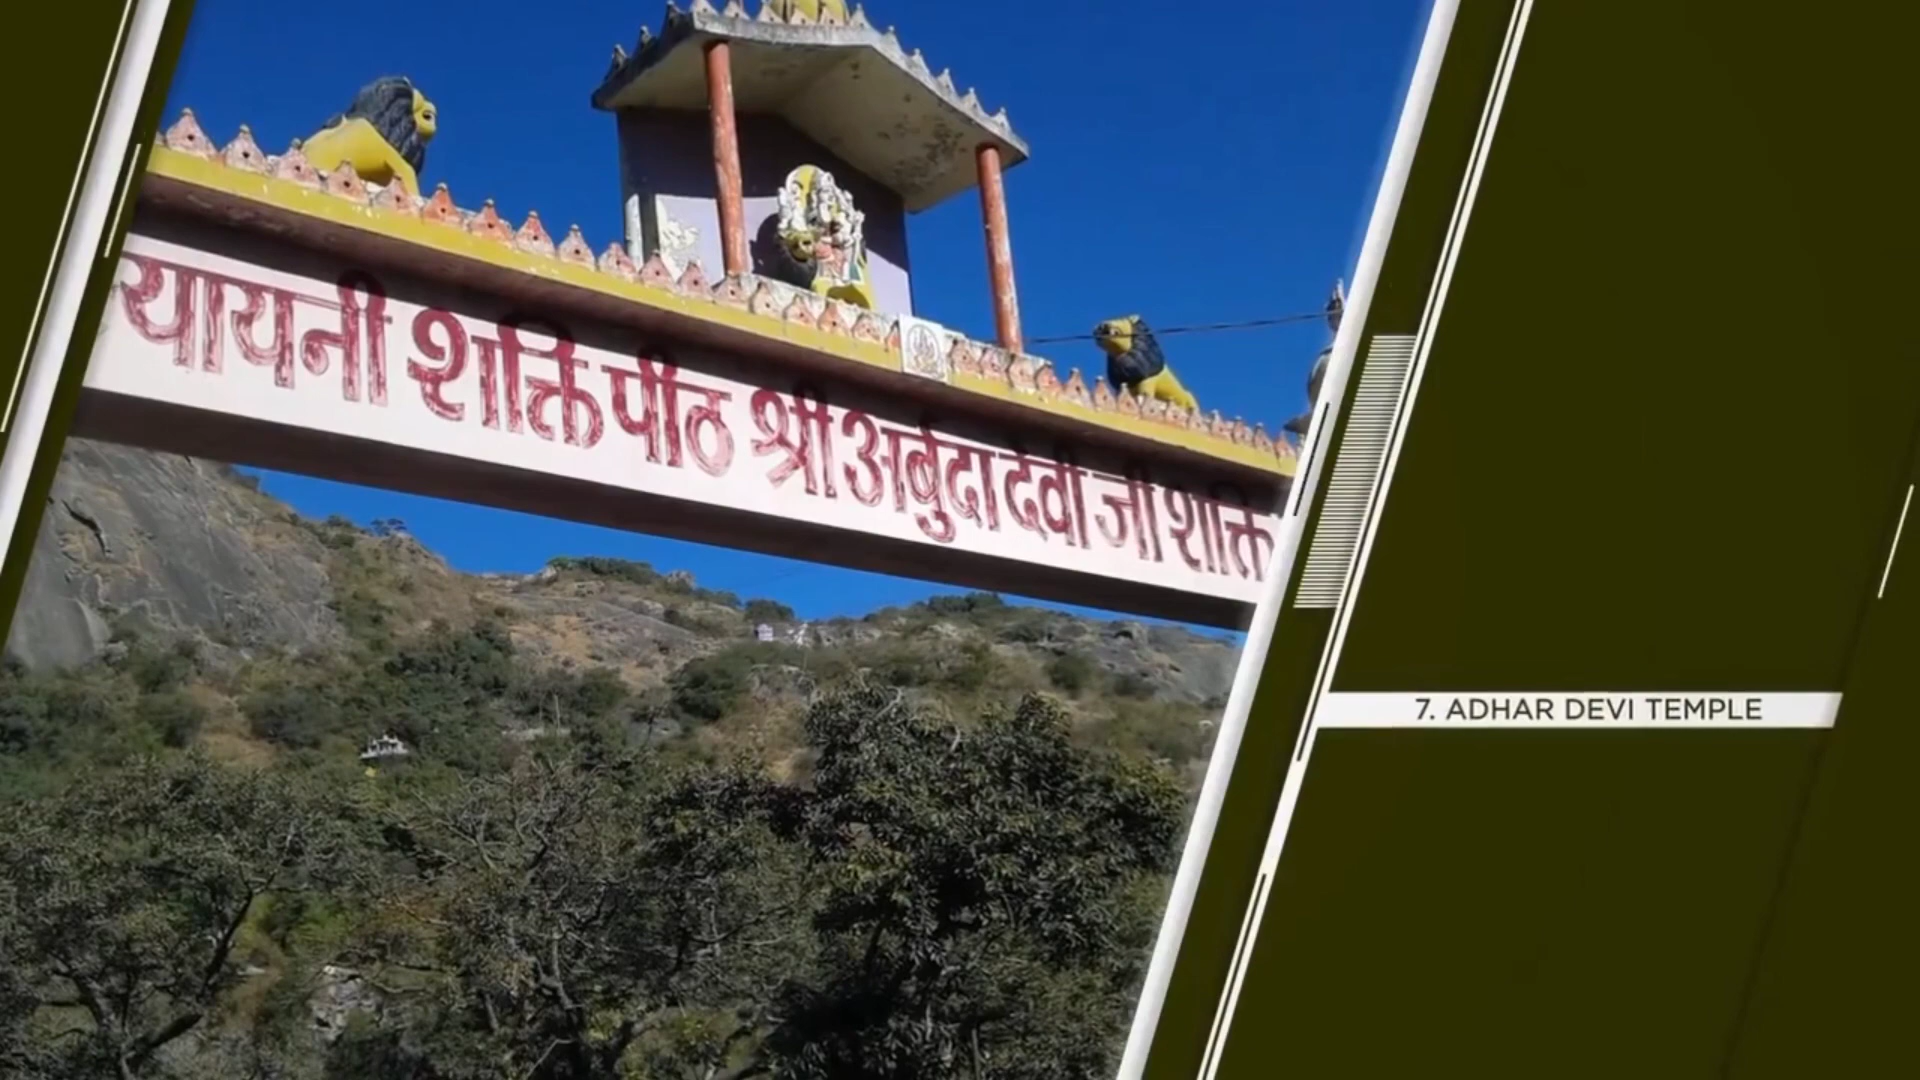 यायनी शक्ति पीठ श्री अर्बुदा देवी जी शक्ति
7. ADHAR DEVI TEMPLE